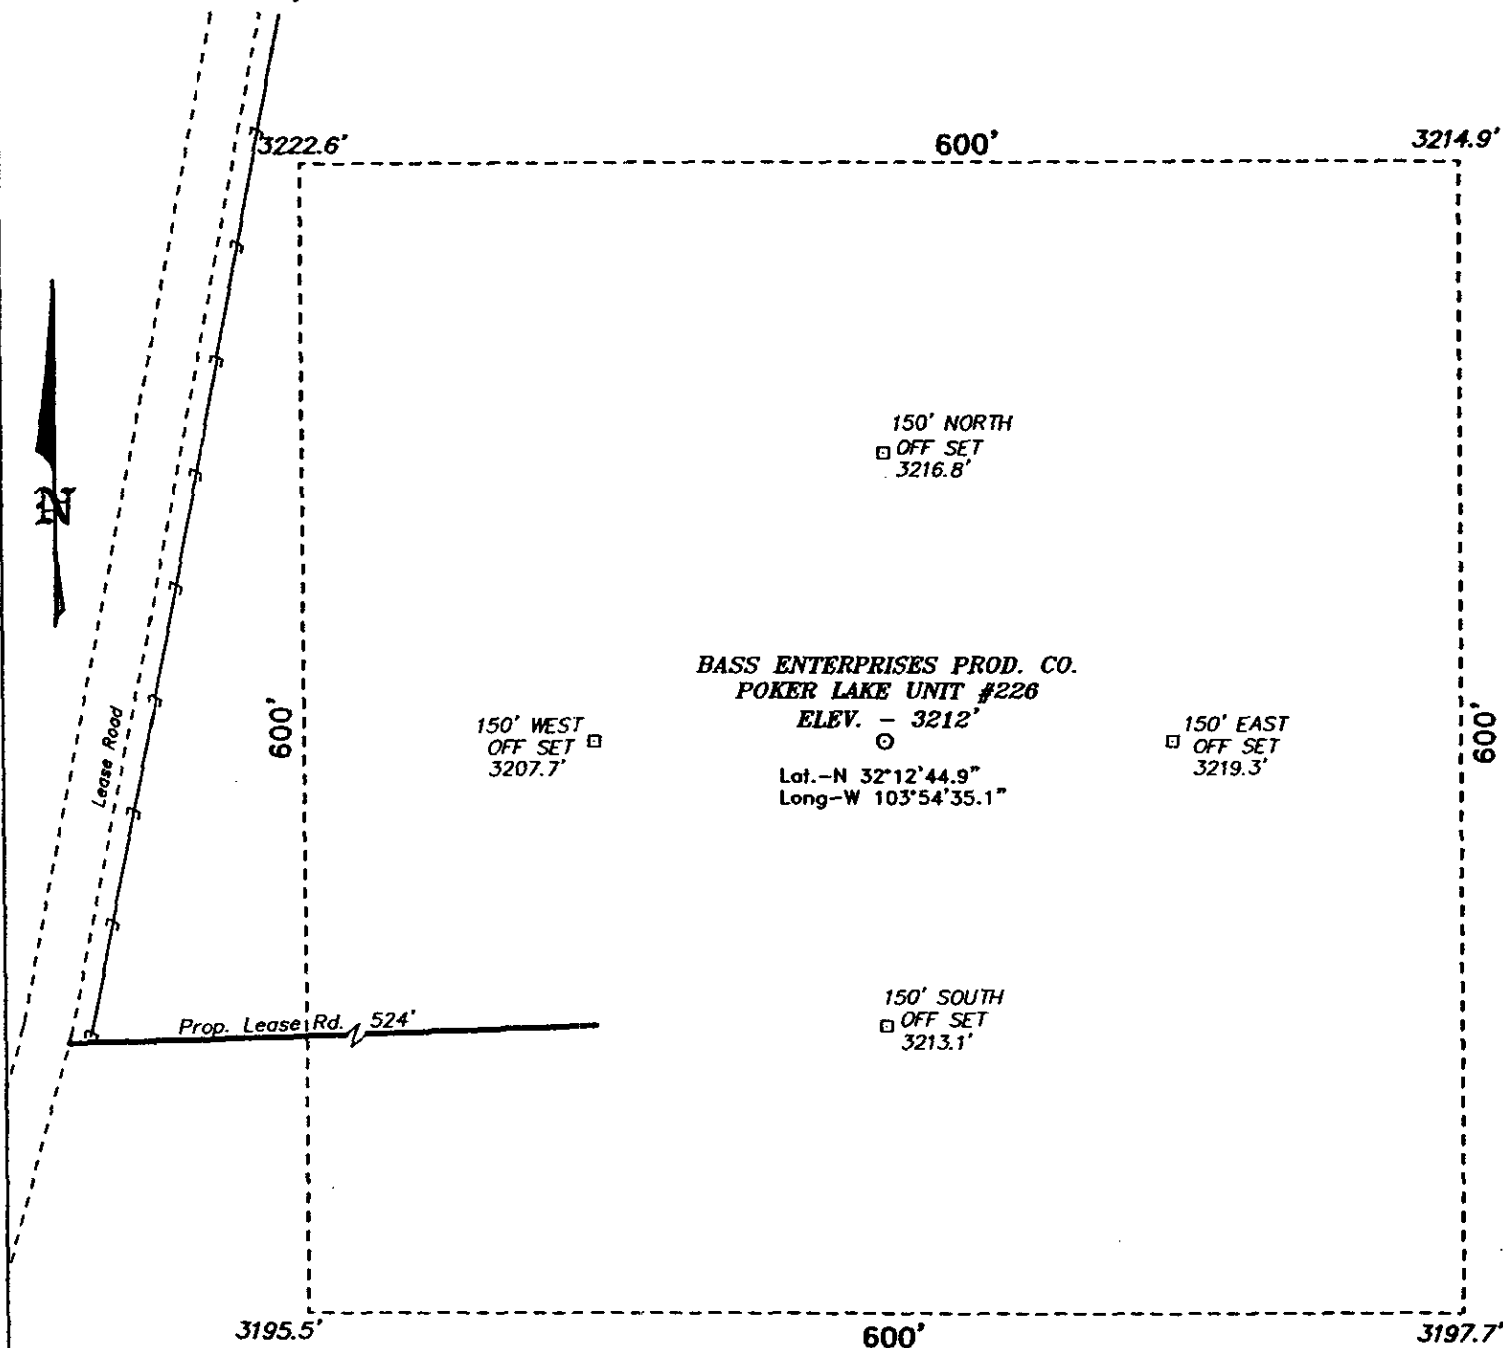 3222.6'
600'
3214.9'
150' NORTH
OFF SET
3216.8'
N
BASS ENTERPRISES PROD. CO.
POKER LAKE UNIT #226
ELEV. - 3212'
Lat.-N 32°12'44.9"
Long-W 103°54'35.1"
600'
150' WEST
OFF SET
3207.7'
150' EAST
OFF SET
3219.3'
600'
Lease Road
150' SOUTH
OFF SET
3213.1'
Prop. Lease Rd. 524'
3195.5'
600'
3197.7'